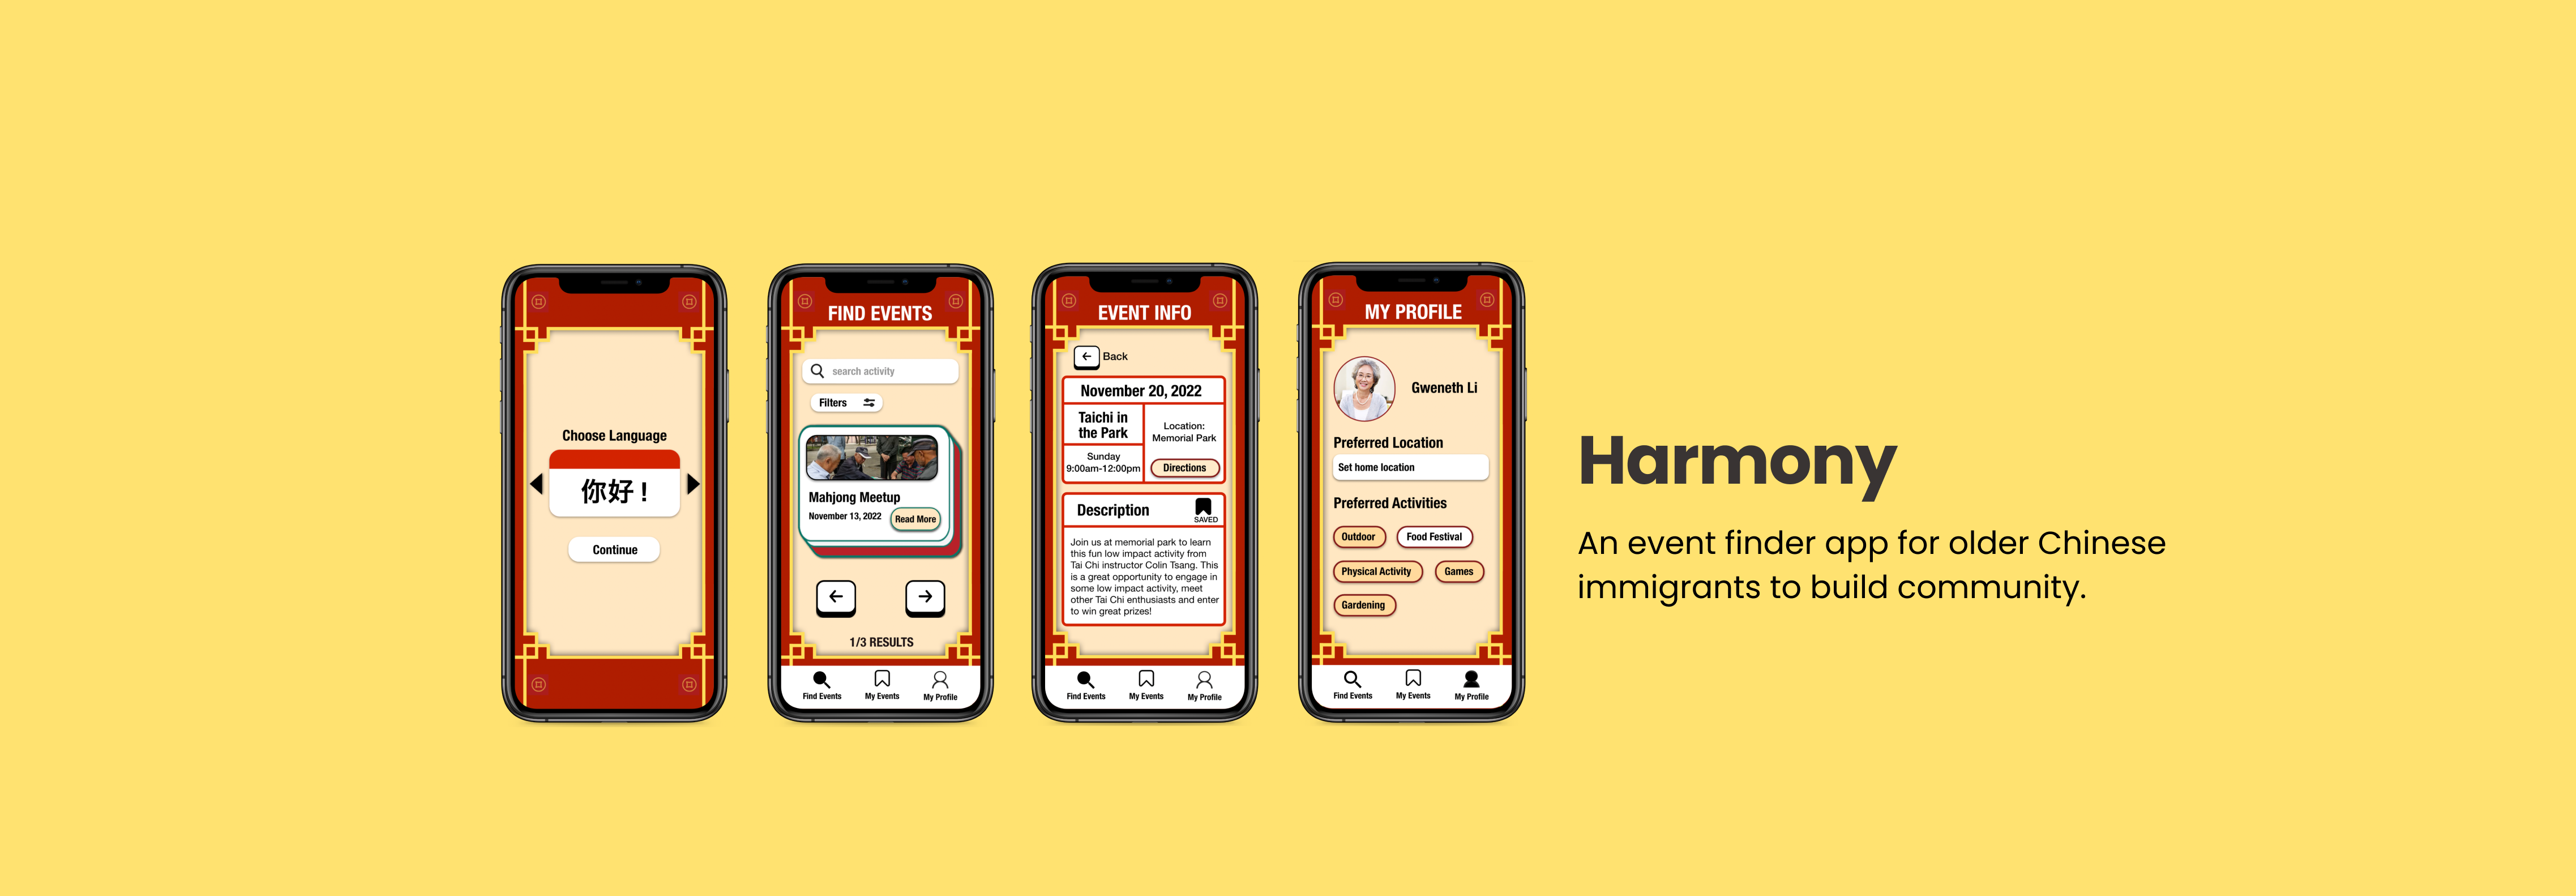 Choose Language
你好！
Continue
FIND EVENTS
search activity
Filters
Mahjong Meetup
November 13, 2022
Read More
1/3 RESULTS
Find Events
My Events
My Profile
EVENT INFO
Back
November 20, 2022
Taichi in
the Park
Sunday
9:00am-12:00pm
Location:
Memorial Park
Directions
Description
SAVED
Join us at memorial park to learn
this fun low impact activity from
Tai Chi instructor Colin Tsang. This
is a great opportunity to engage in
some low impact activity, meet
other Tai Chi enthusiasts and enter
to win great prizes!
Find Events
My Events
My Profile
MY PROFILE
Gweneth Li
Preferred Location
Set home location
Preferred Activities
Outdoor
Food Festival
Physical Activity
Games
Gardening
Find Events
My Events
My Profile
Harmony
An event finder app for older Chinese
immigrants to build community.